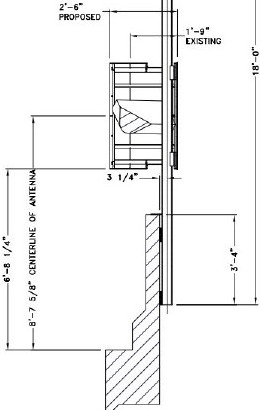 2'-6"
PROPOSED
1'-9"
EXISTING
18'-0"
3 1/4"
6'-8 1/4"
8'-7 5/8" CENTERLINE OF ANTENNA
3'-4"